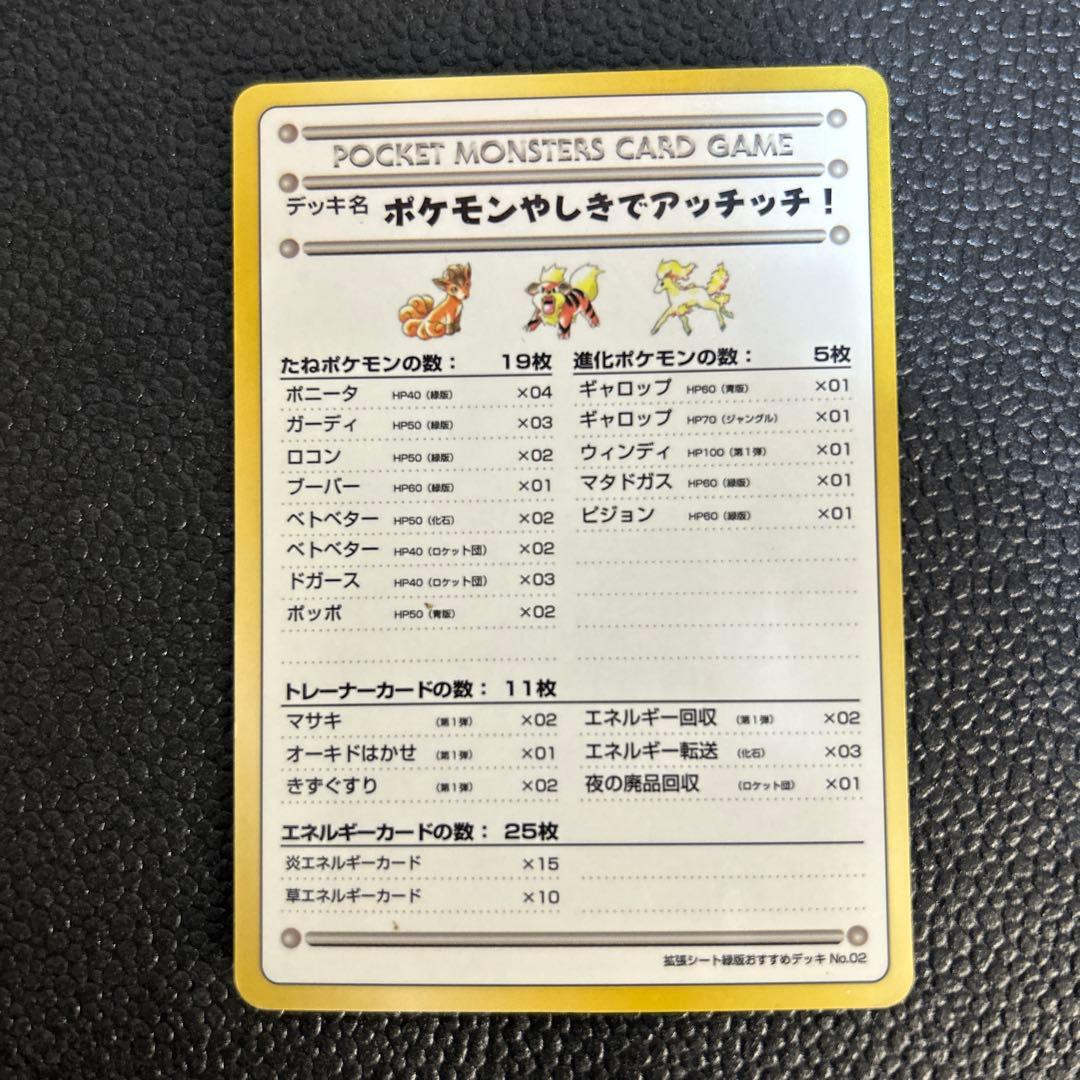 POCKET MONSTERS CARD GAME
デッキ名 ポケモンやしきでアッチッチ！
たねポケモンの数： 19枚
ポニータ HP40（緑版） ×04
ガーディ HP50（緑版） ×03
ロコン HP50（緑版） ×02
ブーバー HP60（緑版） ×01
ベトベター HP50（化石） ×02
ベトベター HP40（ロケット団） ×02
ドガース HP40（ロケット団） ×03
ポッポ HP50（青版） ×02
進化ポケモンの数： 5枚
ギャロップ HP60（青版） ×01
ギャロップ HP70（ジャングル） ×01
ウィンディ HP100（第1弾） ×01
マタドガス HP60（緑版） ×01
ピジョン HP60（緑版） ×01
トレーナーカードの数： 11枚
マサキ （第1弾） ×02
オーキドはかせ （第1弾） ×01
きずぐすり （第1弾） ×02
エネルギー回収 （第1弾） ×02
エネルギー転送 （化石） ×03
夜の廃品回収 （ロケット団） ×01
エネルギーカードの数： 25枚
炎エネルギーカード ×15
草エネルギーカード ×10
拡張シート緑版おすすめデッキ No.02